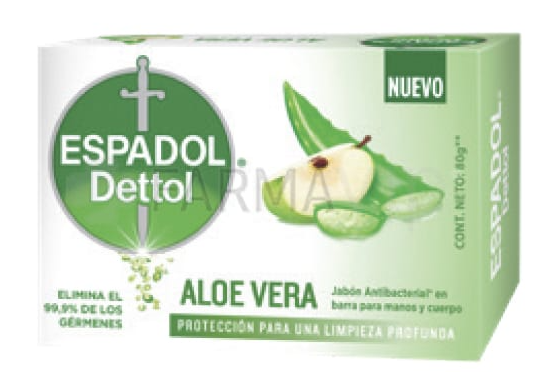 NUEVO
ESPADOL
Dettol
FARMA
CONT. NETO: 80g**
ESPADOL
Dettol
ELIMINA EL
99,9% DE LOS
GÉRMENES
ALOE VERA
Jabón Antibacterial* en
barra para manos y cuerpo
PROTECCIÓN PARA UNA LIMPIEZA PROFUNDA